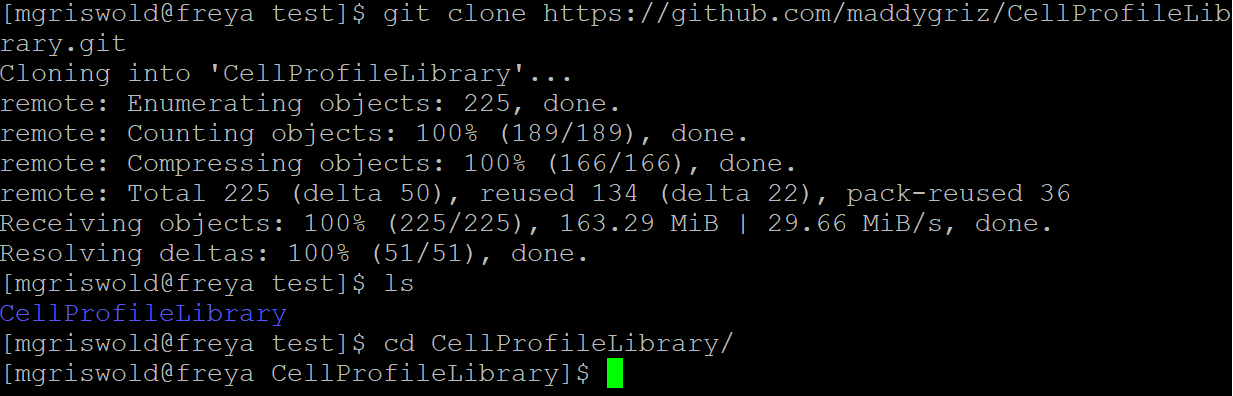 [mgriswold@freya test]$ git clone https://github.com/maddygriz/CellProfileLib
rary.git
Cloning into 'CellProfileLibrary'...
remote: Enumerating objects: 225, done.
remote: Counting objects: 100% (189/189), done.
remote: Compressing objects: 100% (166/166), done.
remote: Total 225 (delta 50), reused 134 (delta 22), pack-reused 36
Receiving objects: 100% (225/225), 163.29 MiB | 29.66 MiB/s, done.
Resolving deltas: 100% (51/51), done.
[mgriswold@freya test]$ ls
CellProfileLibrary
[mgriswold@freya test]$ cd CellProfileLibrary/
[mgriswold@freya CellProfileLibrary]$